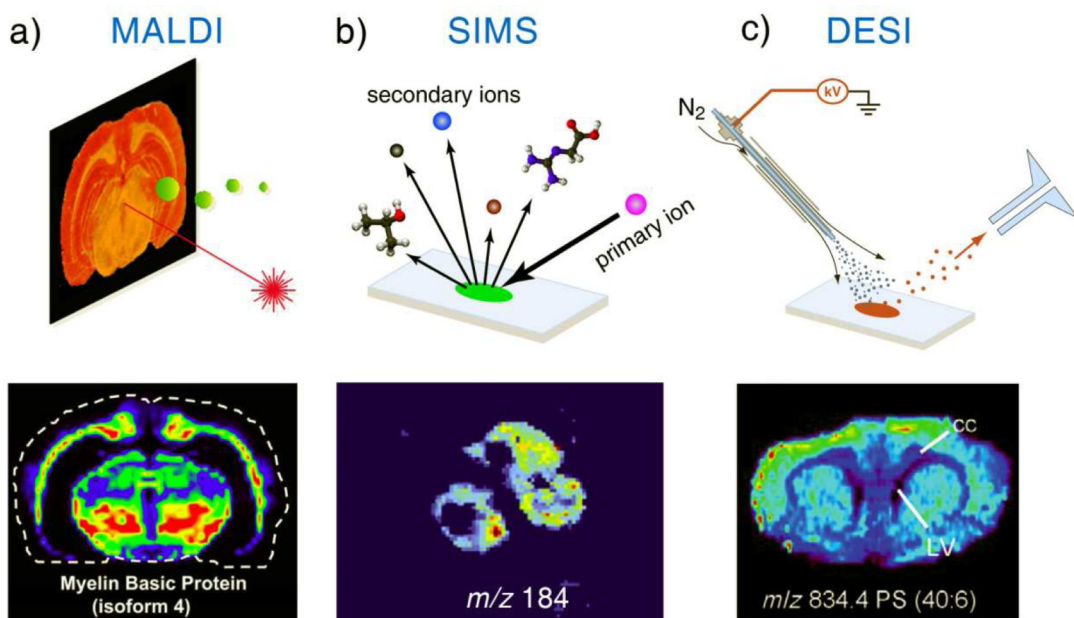 a) MALDI
b) SIMS
secondary ions
primary ion
c) DESI
N₂
kV
Myelin Basic Protein
(isoform 4)
m/z 184
cc
LV
m/z 834.4 PS (40:6)